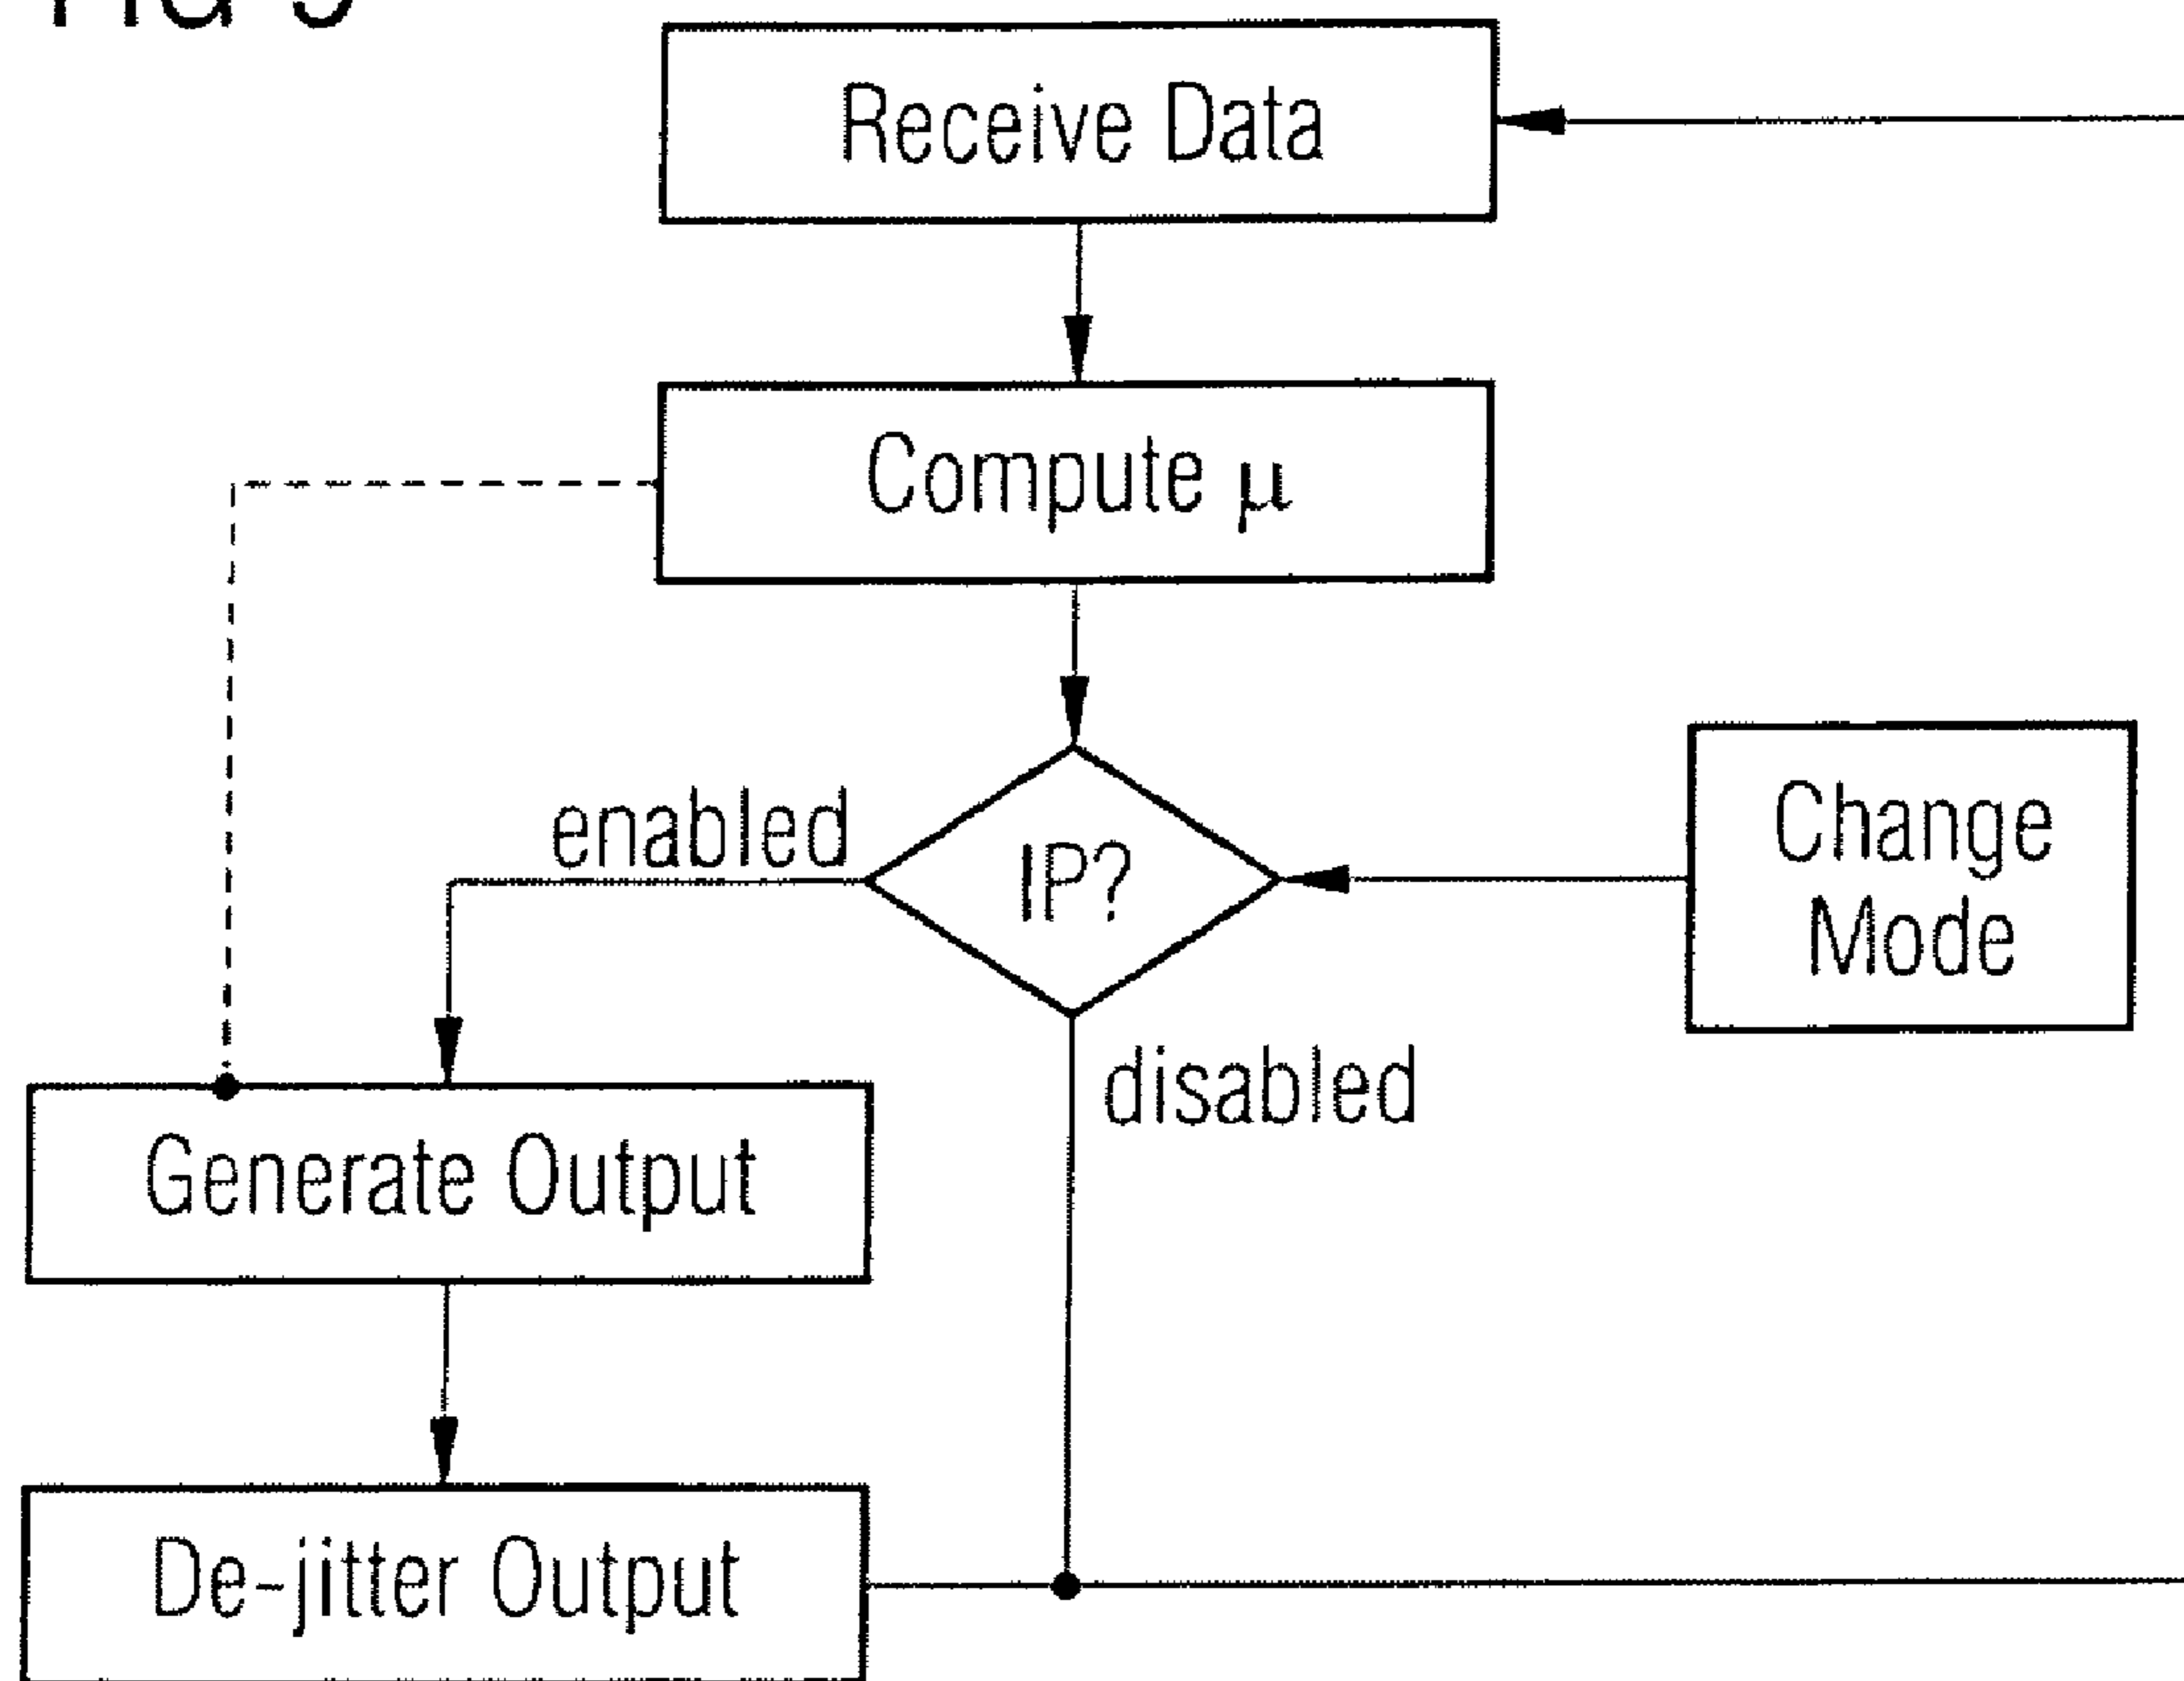 Receive Data
Compute μ
enabled
IP?
Change
Mode
disabled
Generate Output
De-jitter Output